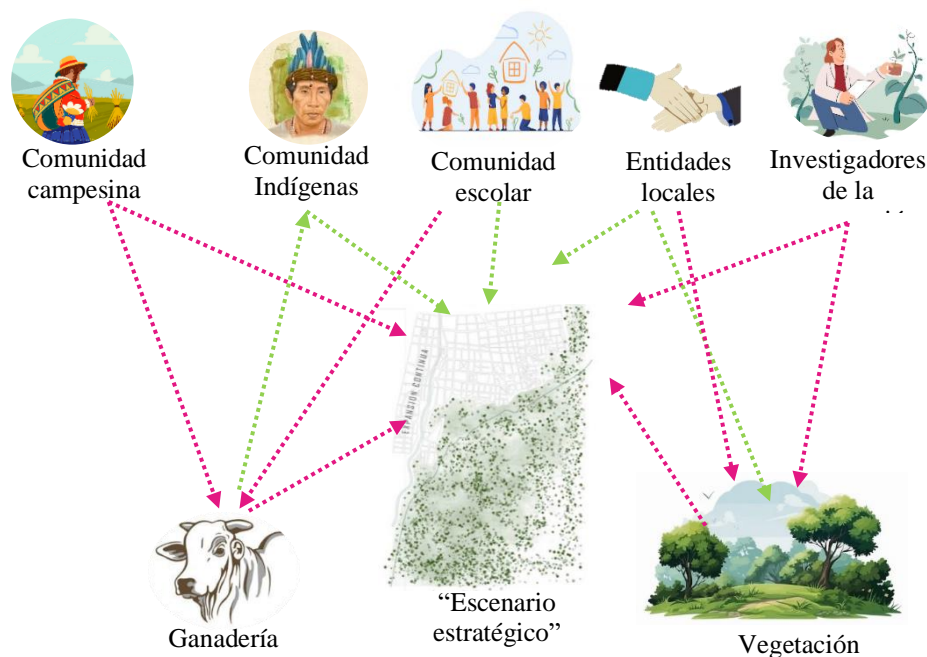 Comunidad
campesina
Comunidad
Indígenas
Comunidad
escolar
Entidades
locales
Investigadores
de la
EXPANSIÓN CONTINUA
“Escenario
estratégico”
Ganadería
Vegetación